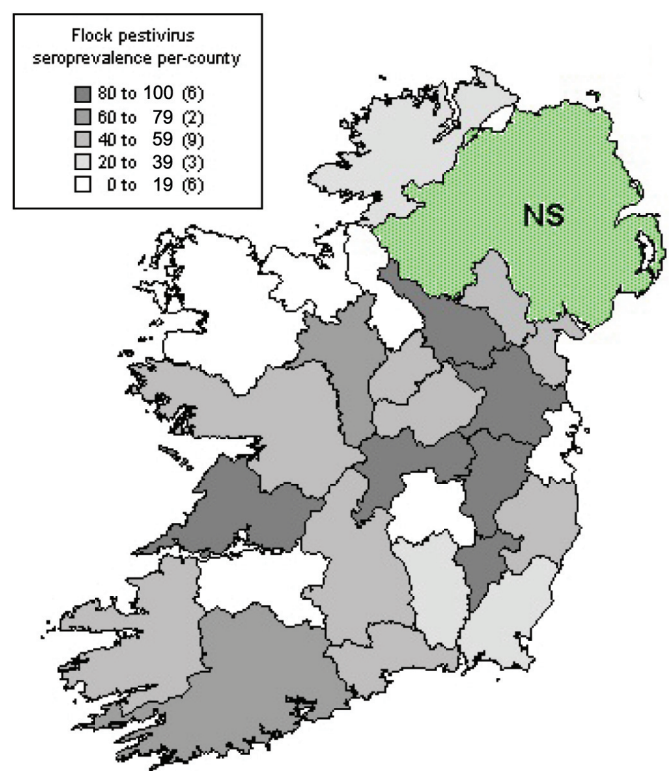 Flock pestivirus
seroprevalence per-county
80 to 100 (6)
60 to 79 (2)
40 to 59 (9)
20 to 39 (3)
0 to 19 (6)
NS